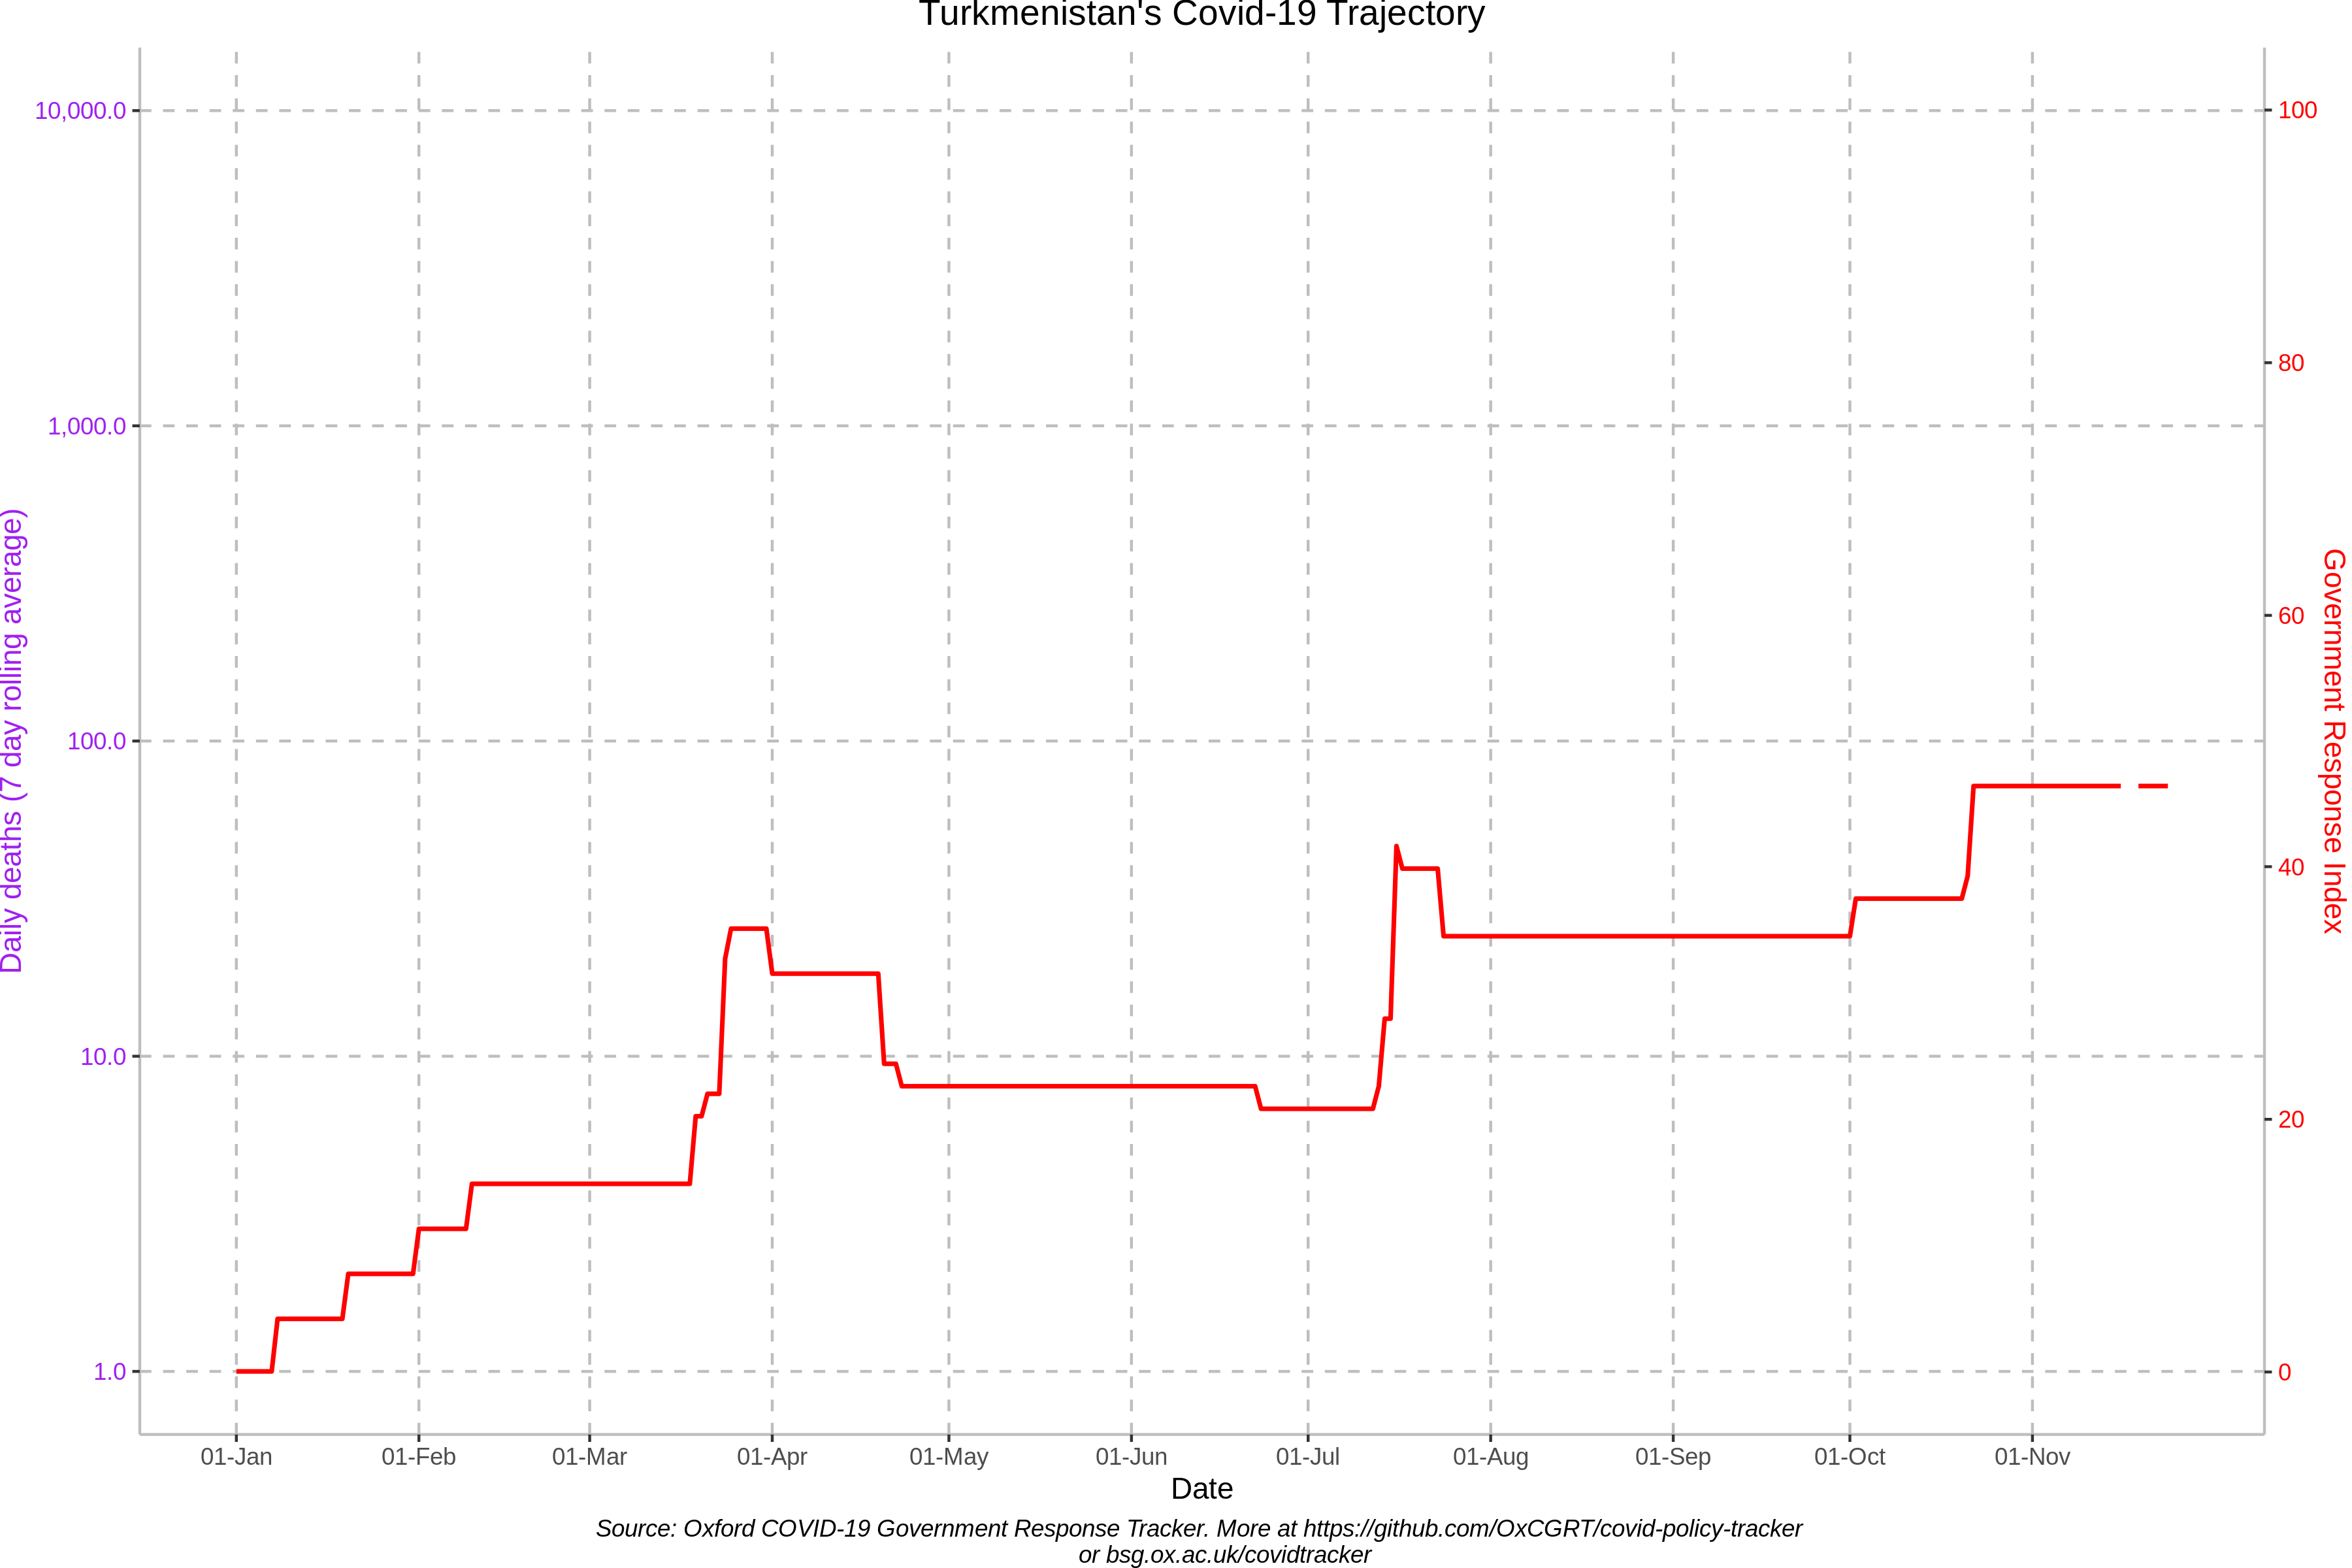 Turkmenistan's Covid-19 Trajectory
10,000.0
1,000.0
100.0
10.0
1.0
Daily deaths (7 day rolling average)
100
80
60
40
20
0
Government Response Index
01-Jan
01-Feb
01-Mar
01-Apr
01-May
01-Jun
01-Jul
01-Aug
01-Sep
01-Oct
01-Nov
Date
Source: Oxford COVID-19 Government Response Tracker. More at https://github.com/OxCGRT/covid-policy-tracker
or bsg.ox.ac.uk/covidtracker